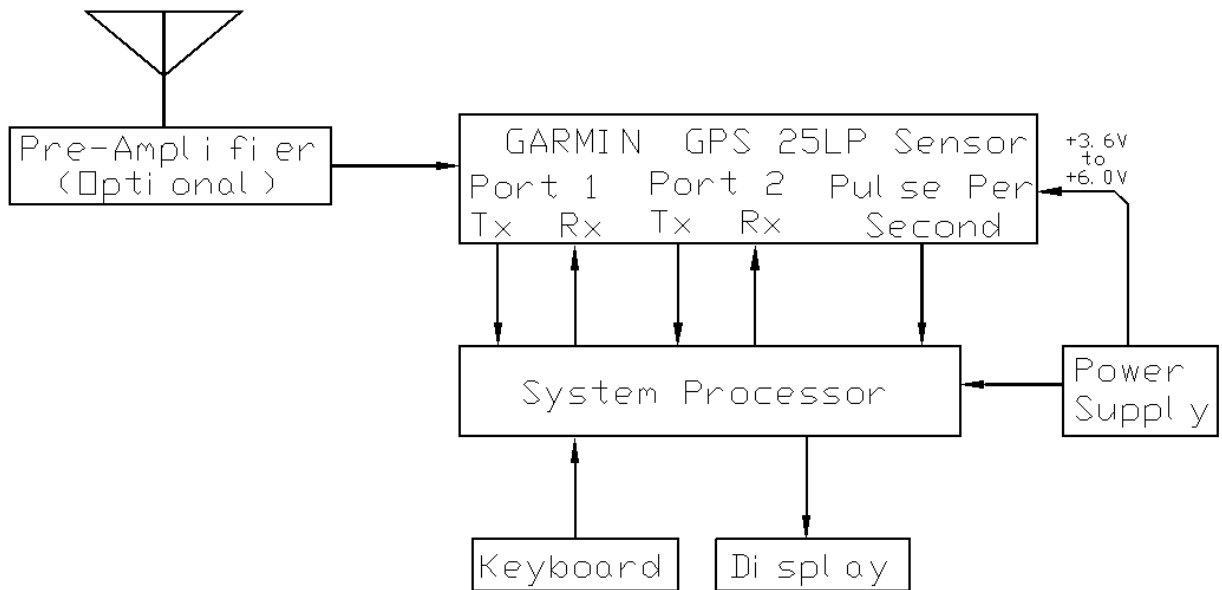 Pre-Amplifier
(Optional)
GARMIN GPS 25LP Sensor
Port 1 Port 2 Pulse Per
Tx Rx Tx Rx Second
+3.6V
to
+6.0V
System Processor
Power
Supply
Keyboard
Display